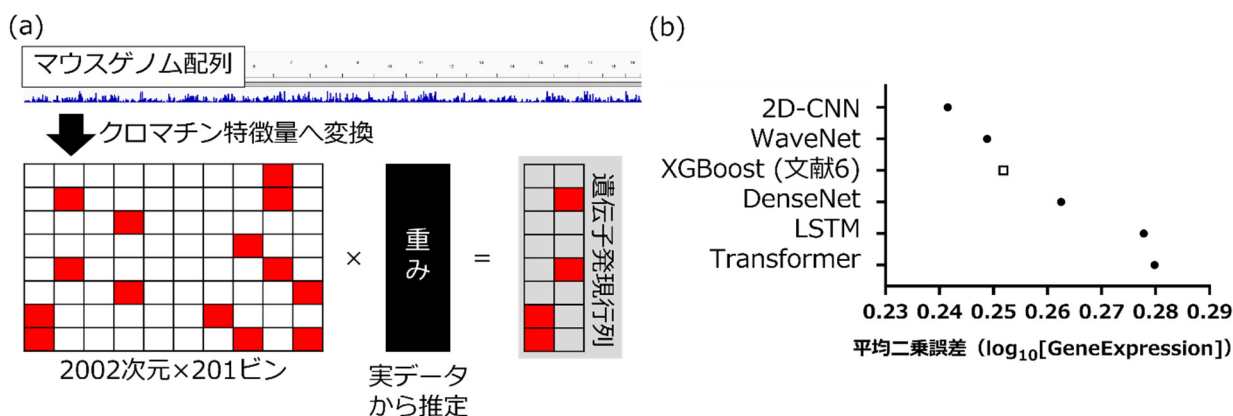 (a)
マウスゲノム配列
クロマチン特徴量へ変換
重み
×
=
遺伝子発現行列
2002次元×201ビン
実データ
から推定
(b)
2D-CNN
WaveNet
XGBoost (文献6)
DenseNet
LSTM
Transformer
0.23 0.24 0.25 0.26 0.27 0.28 0.29
平均二乗誤差（log₁₀[GeneExpression]）